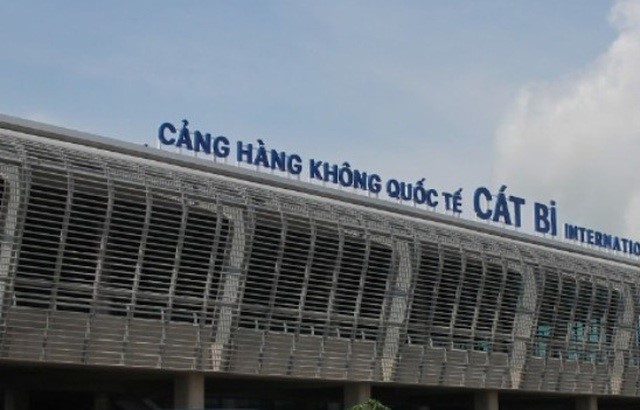 CẢNG HÀNG KHÔNG QUỐC TẾ CÁT BI INTERNATIO